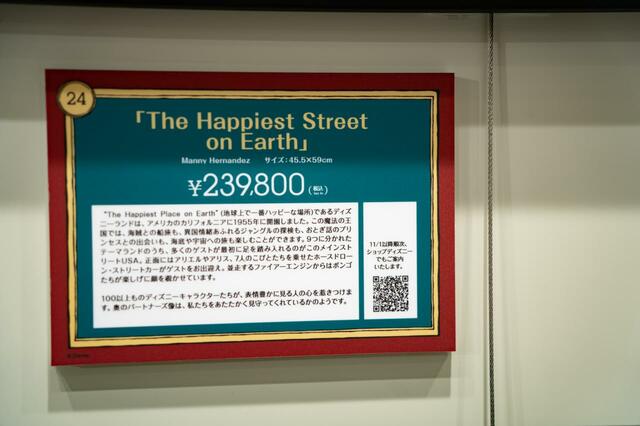 24
「The Happiest Street
on Earth」
Manny Hernandez サイズ:45.5×59cm
¥239,800(税込)
"The Happiest Place on Earth"(地球上で一番ハッピーな場所)であるディズ
ニーランドは、アメリカのカリフォルニアに1955年に開園しました。この魔法の王
国では、海賊との船旅も、異国情緒あふれるジャングルの探検も、おとぎ話のプリ
ンセスとの出会いも、海底や宇宙への旅も楽しむことができます。9つに分かれた
テーマランドのうち、多くのゲストが最初に足を踏み入れるのがこのメインスト
リートUSA。正面にはアリエルやアリス、7人のこびとたちを乗せたホースドロー
ン・ストリートカーがゲストをお出迎え。並走するファイアーエンジンからはボンゴ
たちが楽しげに顔を覗かせています。
100以上ものディズニーキャラクターたちが、表情豊かに見る人の心を惹きつけま
す。奥のパートナーズ像は、私たちをあたたかく見守ってくれているかのようです。
11/1以降順次、
ショップディズニー
でもご案内
いたします。
©Disney